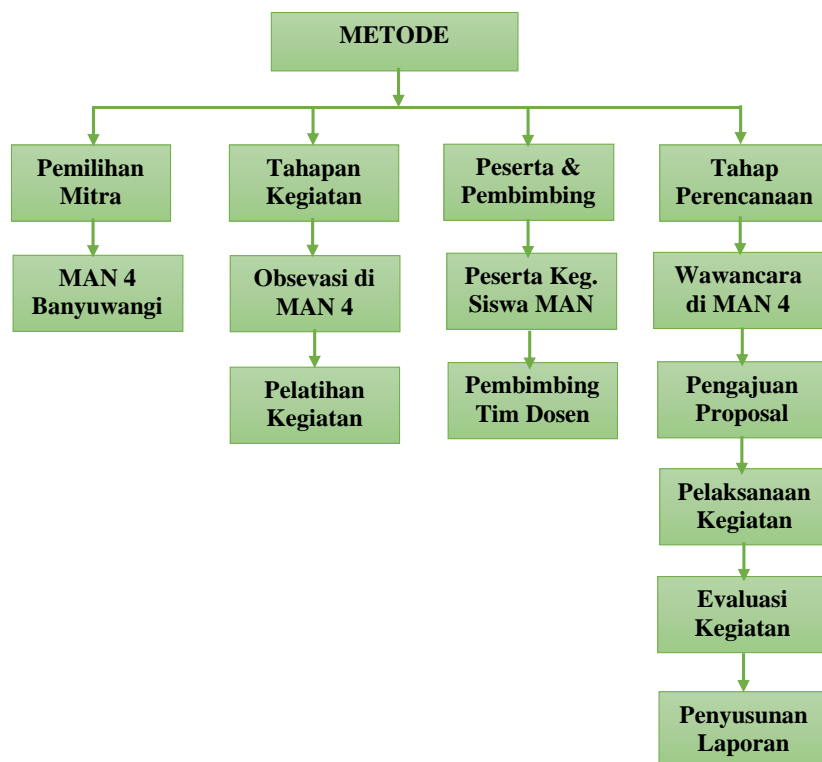 METODE
Pemilihan
Mitra
Tahapan
Kegiatan
Peserta &
Pembimbing
Tahap
Perencanaan
MAN 4
Banyuwangi
Obsevasi di
MAN 4
Peserta Keg.
Siswa MAN
Wawancara
di MAN 4
Pelatihan
Kegiatan
Pembimbing
Tim Dosen
Pengajuan
Proposal
Pelaksanaan
Kegiatan
Evaluasi
Kegiatan
Penyusunan
Laporan